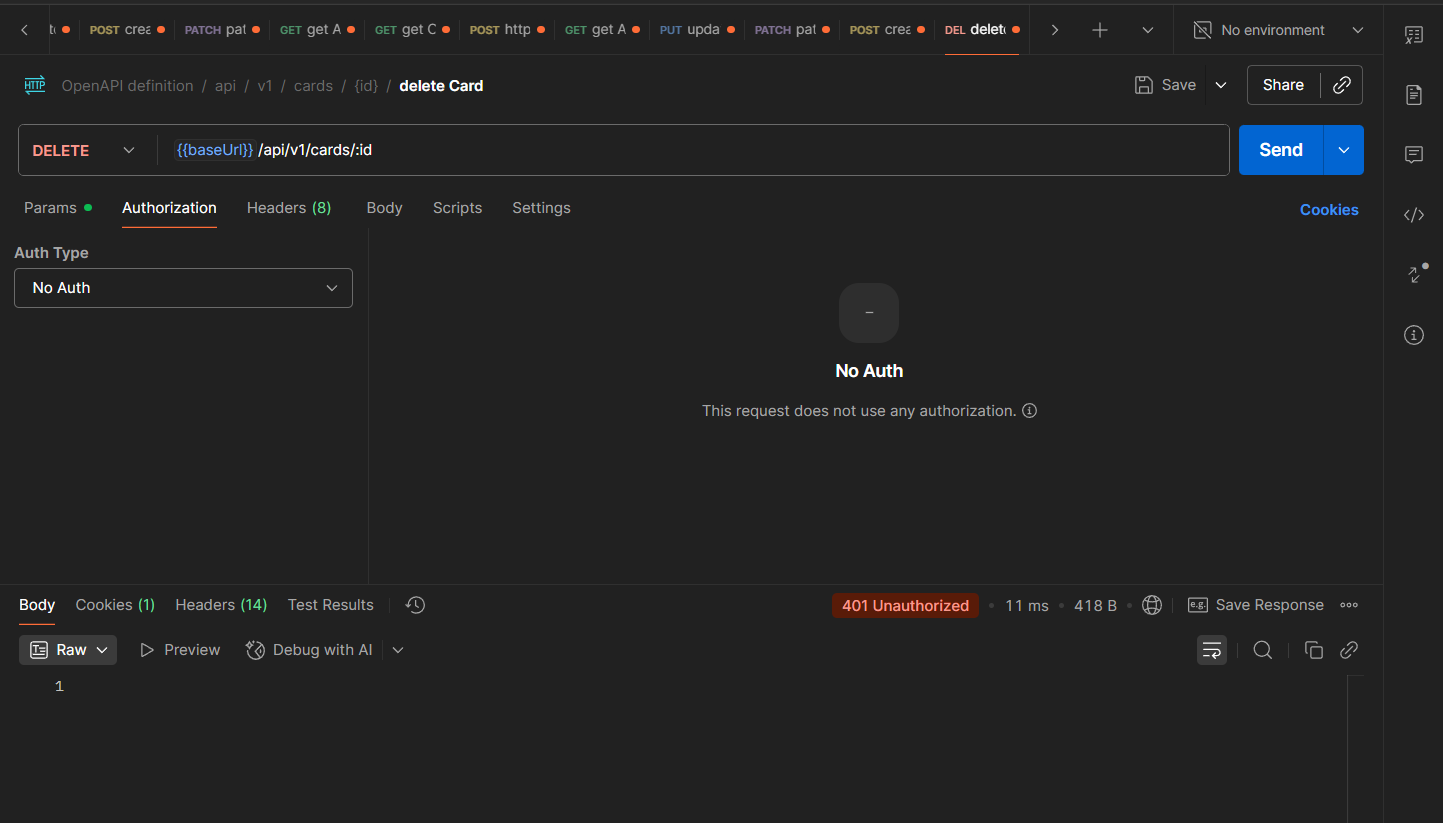 POST crea PATCH pat GET get A GET get C POST http GET get A PUT upda PATCH pat POST crea DEL delet No environment
HTTP OpenAPI definition / api / v1 / cards / {id} / delete Card Save Share
DELETE {{baseUrl}}/api/v1/cards/:id Send
Params Authorization Headers (8) Body Scripts Settings Cookies
Auth Type
No Auth
-
No Auth
This request does not use any authorization.
Body Cookies (1) Headers (14) Test Results 401 Unauthorized 11 ms 418 B e.g. Save Response
Raw Preview Debug with AI
1